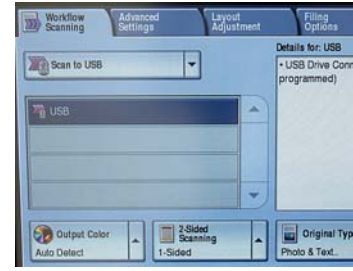 Workflow
Scanning
Advanced
Settings
Layout
Adjustment
Filing
Options
Scan to USB
Details for: USB
• USB Drive Conn
programmed)
USB
Output Color
Auto Detect
2-Sided
Scanning
1-Sided
Original Typ
Photo & Text..